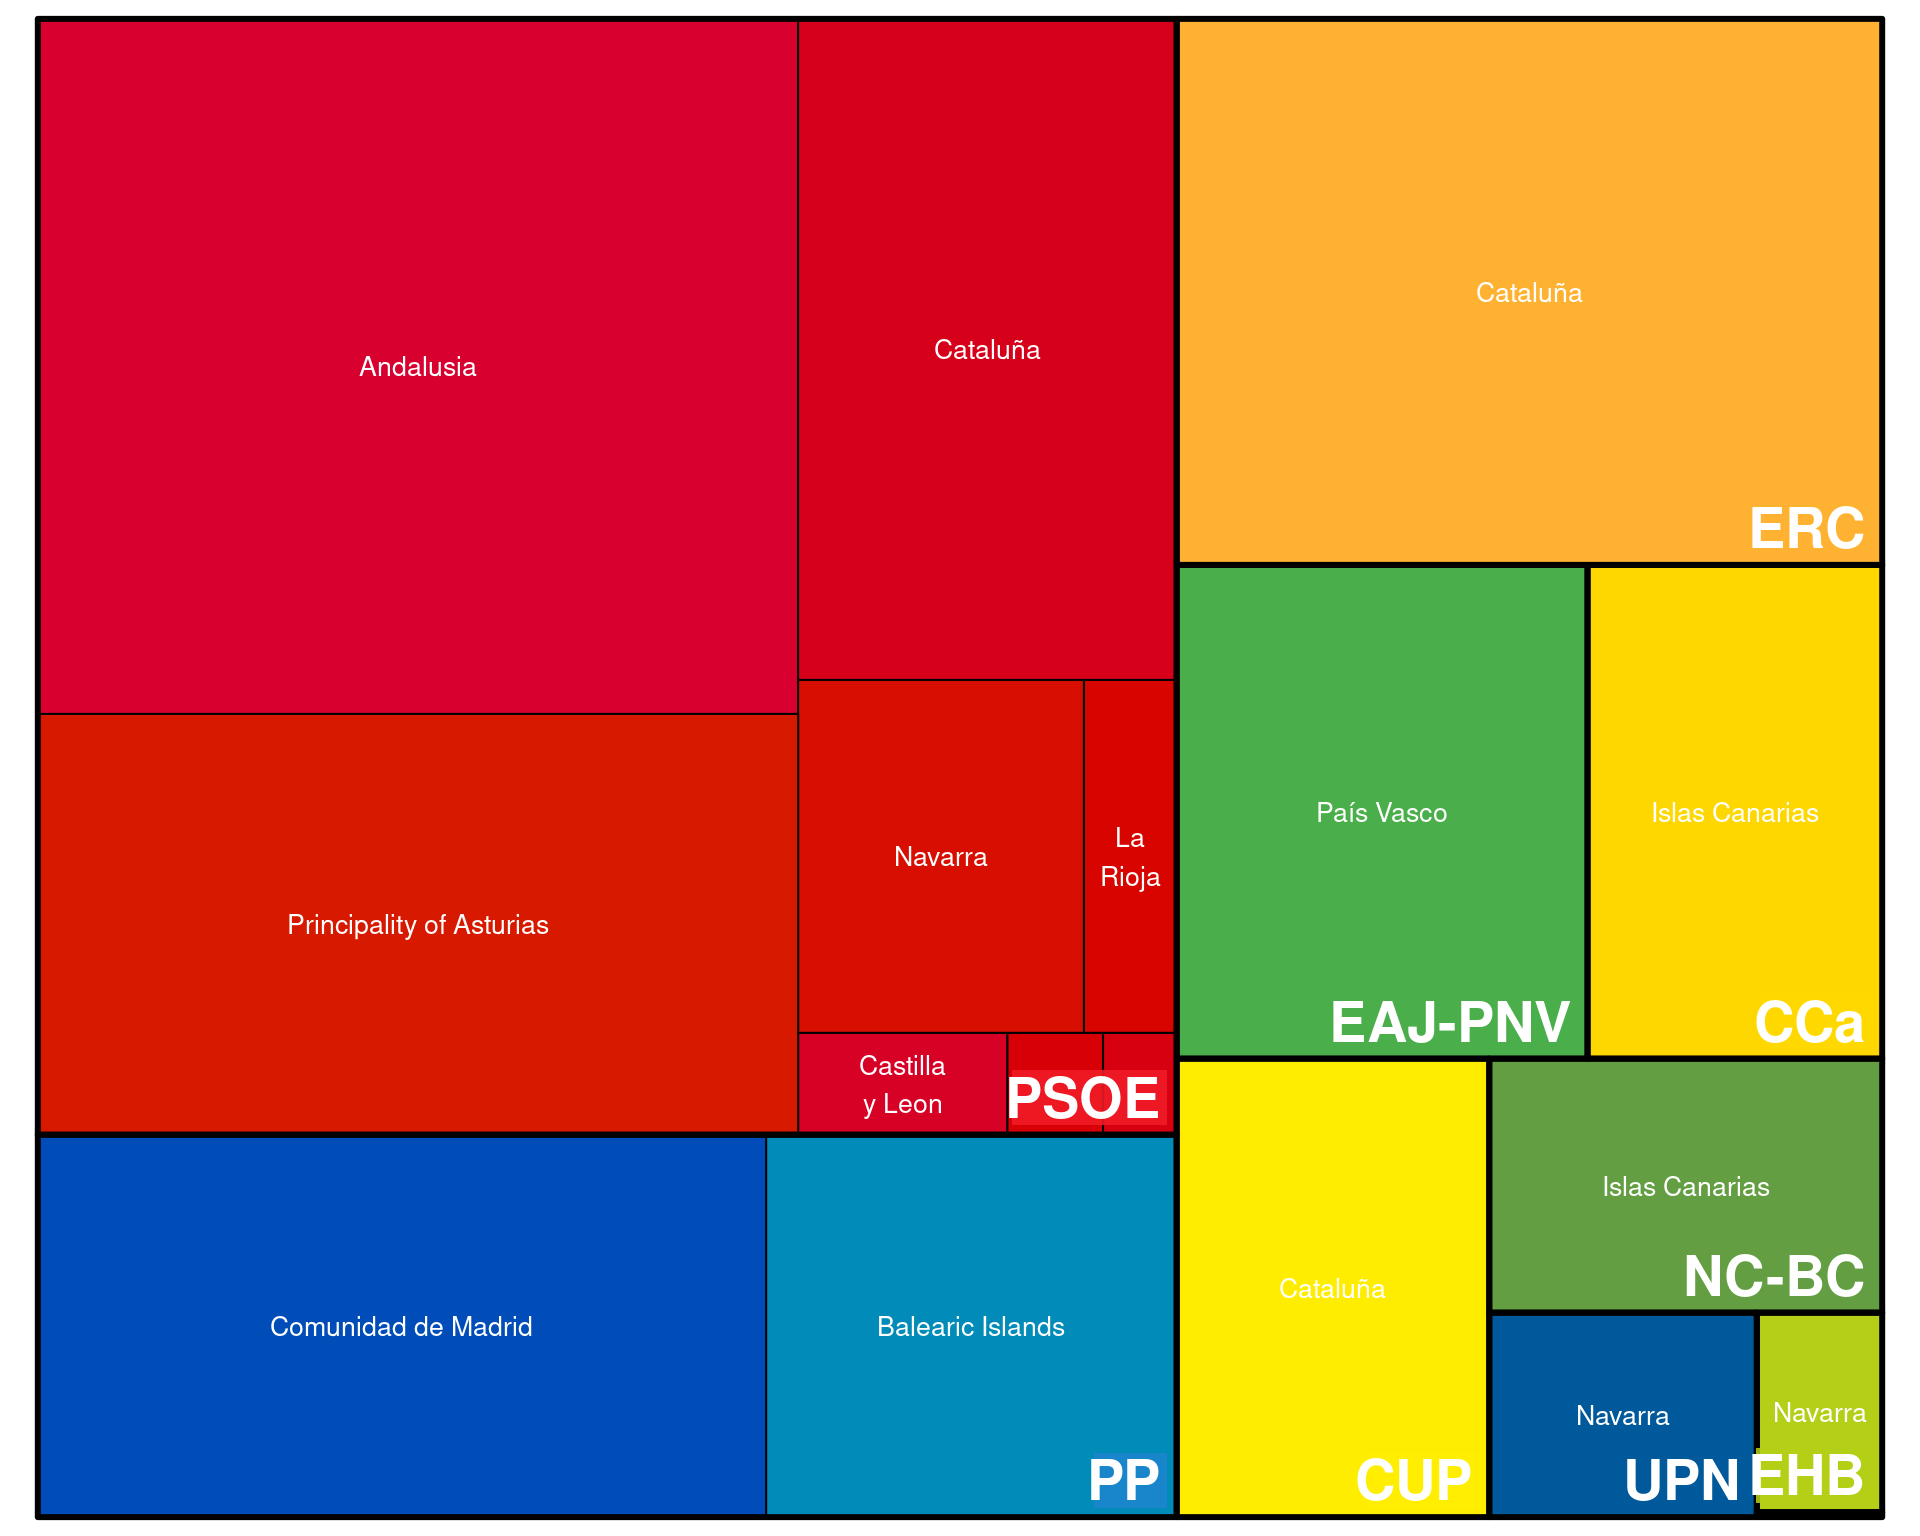 Andalusia
Cataluña
Principality of Asturias
Navarra
La
Rioja
Castilla
y Leon
PSOE
Comunidad de Madrid
Balearic Islands
PP
Cataluña
ERC
País Vasco
EAJ-PNV
Islas Canarias
CCa
Cataluña
CUP
Islas Canarias
NC-BC
Navarra
UPN
Navarra
EHB